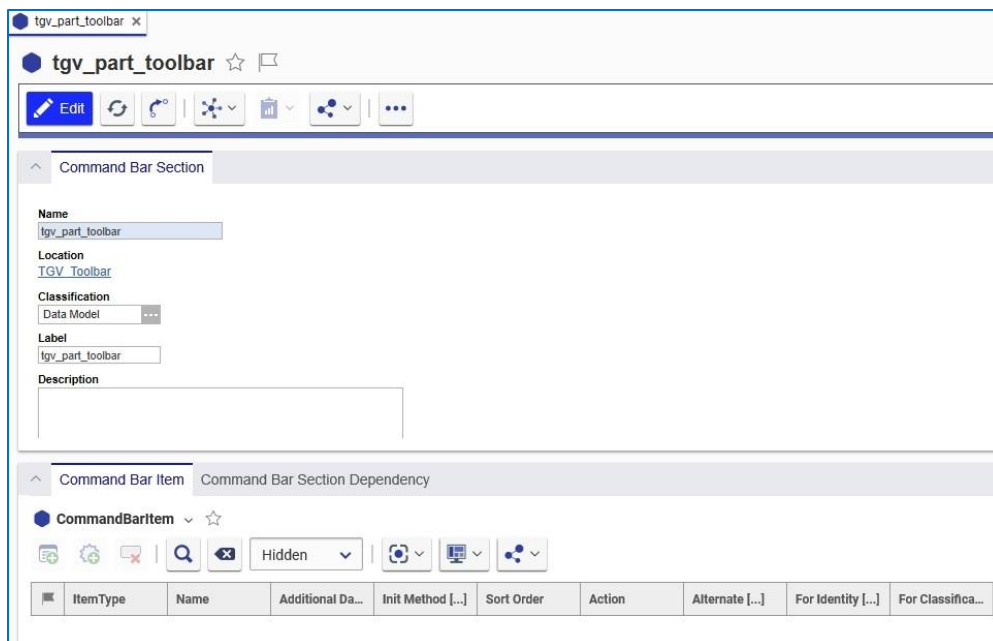 tgv_part_toolbar ×
tgv_part_toolbar
Edit
Command Bar Section
Name
tgv_part_toolbar
Location
TGV_Toolbar
Classification
Data Model
Label
tgv_part_toolbar
Description
Command Bar Item Command Bar Section Dependency
CommandBarItem
Hidden
ItemType Name Additional Da... Init Method [...] Sort Order Action Alternate [...] For Identity [...] For Classifica...